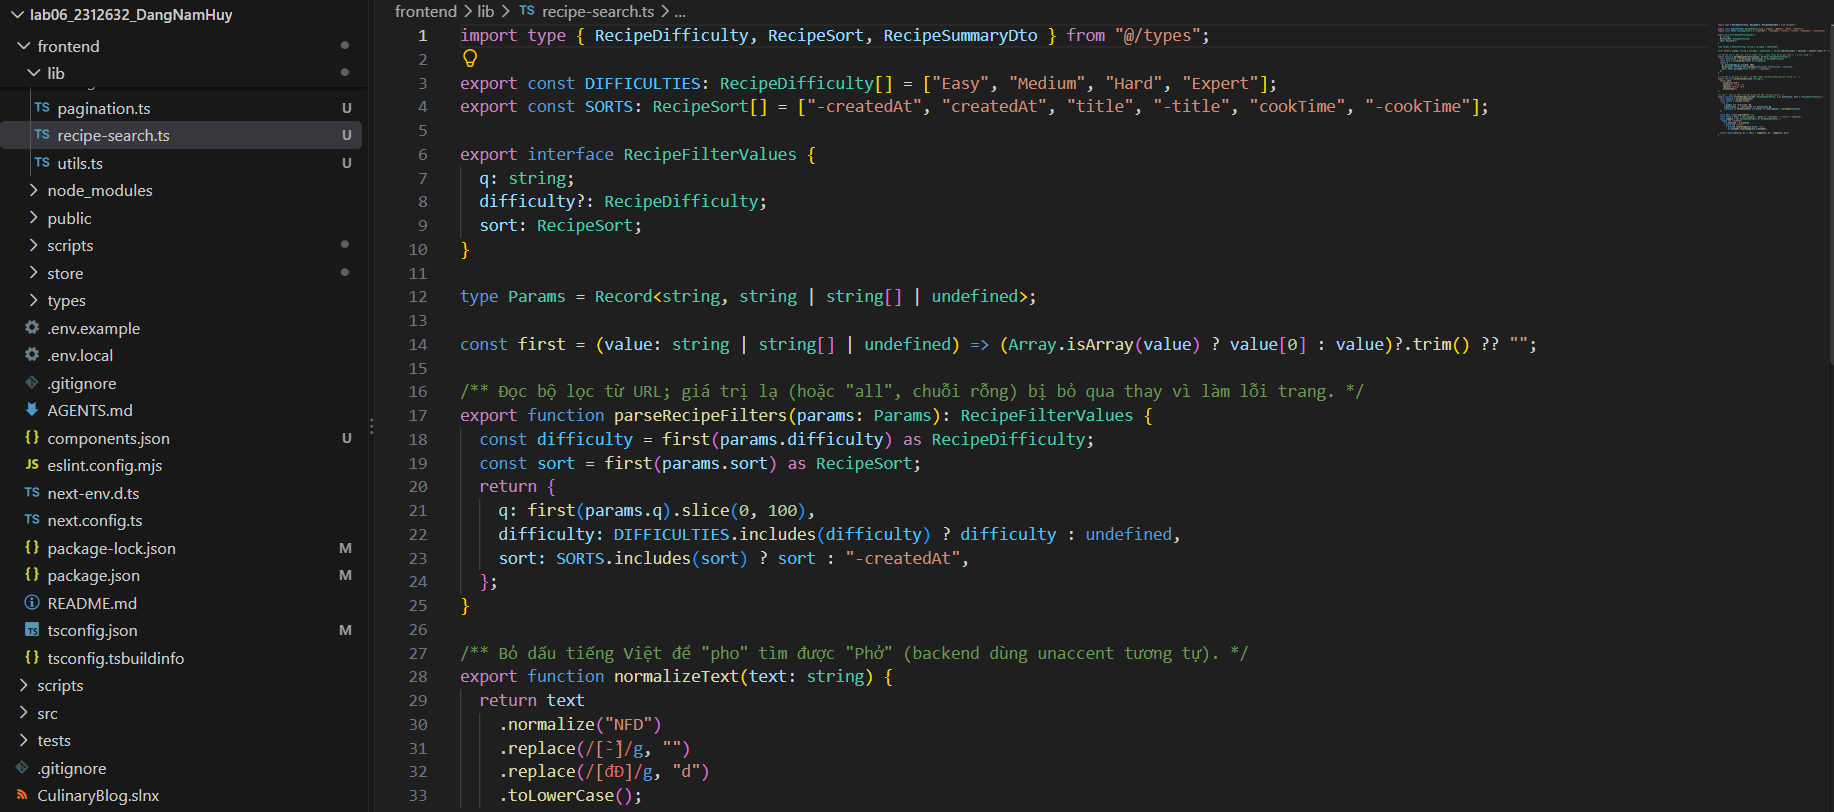 lab06_2312632_DangNamHuy
frontend
lib
pagination.ts U
recipe-search.ts U
utils.ts U
node_modules
public
scripts
store
types
.env.example
.env.local
.gitignore
AGENTS.md
components.json U
eslint.config.mjs
next-env.d.ts
next.config.ts
package-lock.json M
package.json M
README.md
tsconfig.json M
tsconfig.tsbuildinfo
scripts
src
tests
.gitignore
CulinaryBlog.slnx
frontend > lib > TS recipe-search.ts > ...
1 import type { RecipeDifficulty, RecipeSort, RecipeSummaryDto } from "@/types";
2
3 export const DIFFICULTIES: RecipeDifficulty[] = ["Easy", "Medium", "Hard", "Expert"];
4 export const SORTS: RecipeSort[] = ["-createdAt", "createdAt", "title", "-title", "cookTime", "-cookTime"];
5
6 export interface RecipeFilterValues {
7 q: string;
8 difficulty?: RecipeDifficulty;
9 sort: RecipeSort;
10 }
11
12 type Params = Record<string, string | string[] | undefined>;
13
14 const first = (value: string | string[] | undefined) => (Array.isArray(value) ? value[0] : value)?.trim() ?? "";
15
16 /** Đọc bộ lọc từ URL; giá trị lạ (hoặc "all", chuỗi rỗng) bị bỏ qua thay vì làm lỗi trang. */
17 export function parseRecipeFilters(params: Params): RecipeFilterValues {
18 const difficulty = first(params.difficulty) as RecipeDifficulty;
19 const sort = first(params.sort) as RecipeSort;
20 return {
21 q: first(params.q).slice(0, 100),
22 difficulty: DIFFICULTIES.includes(difficulty) ? difficulty : undefined,
23 sort: SORTS.includes(sort) ? sort : "-createdAt",
24 };
25 }
26
27 /** Bỏ dấu tiếng Việt để "pho" tìm được "Phở" (backend dùng unaccent tương tự). */
28 export function normalizeText(text: string) {
29 return text
30 .normalize("NFD")
31 .replace(/[̀-ͯ]/g, "")
32 .replace(/[đĐ]/g, "d")
33 .toLowerCase();